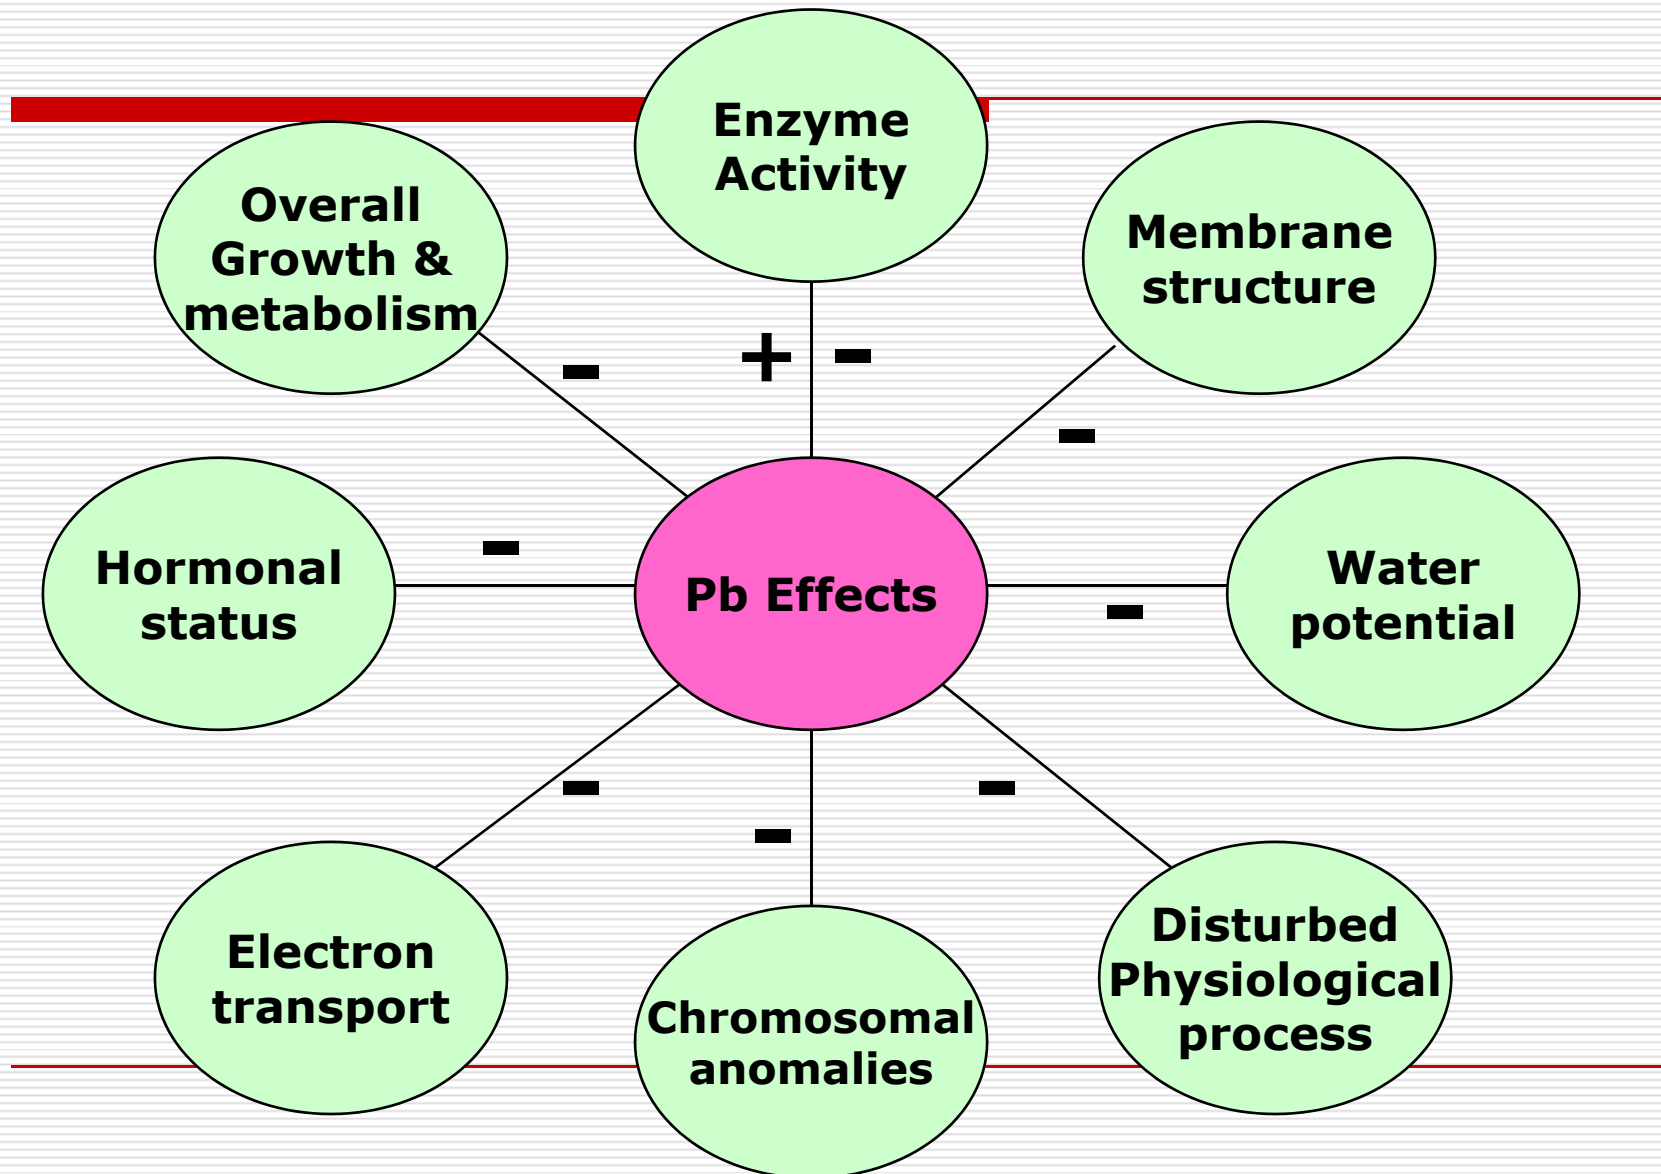 Enzyme
Activity
Overall
Growth &
metabolism
Membrane
structure
+ -
-
-
Hormonal
status
-
Pb Effects
Water
potential
-
-
-
-
Electron
transport
Chromosomal
anomalies
Disturbed
Physiological
process